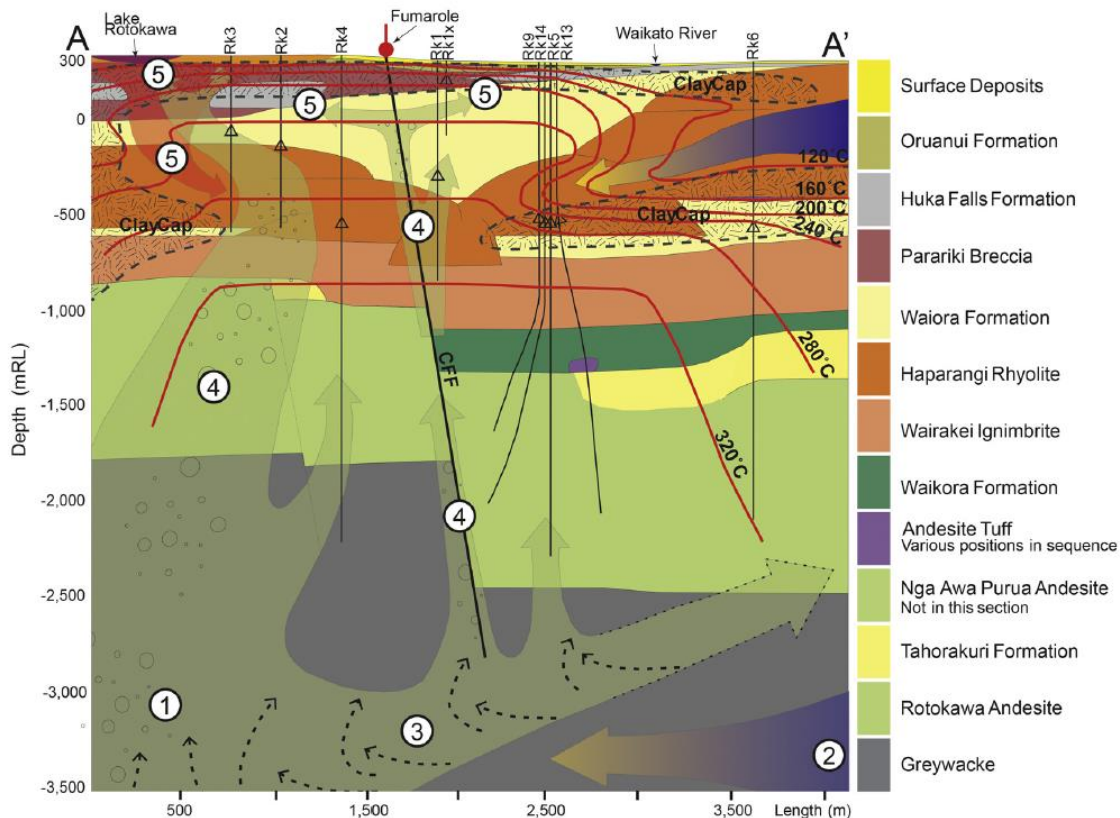 A
Lake
Rotokawa
Rk3
Rk2
Rk4
Fumarole
Rk1
Rk1x
Rk9
Rk14
Rk5
Rk13
Waikato River
Rk6
A’
300
0
-500
-1,000
-1,500
-2,000
-2,500
-3,000
-3,500
Depth (mRL)
5
5
5
5
ClayCap
ClayCap
ClayCap
ClayCap
120°C
160°C
200°C
240°C
280°C
320°C
4
4
4
CFF
1
3
2
500
1,500
2,500
3,500
Length (m)
Surface Deposits
Oruanui Formation
Huka Falls Formation
Parariki Breccia
Waiora Formation
Haparangi Rhyolite
Wairakei Ignimbrite
Waikora Formation
Andesite Tuff
Various positions in sequence
Nga Awa Purua Andesite
Not in this section
Tahorakuri Formation
Rotokawa Andesite
Greywacke